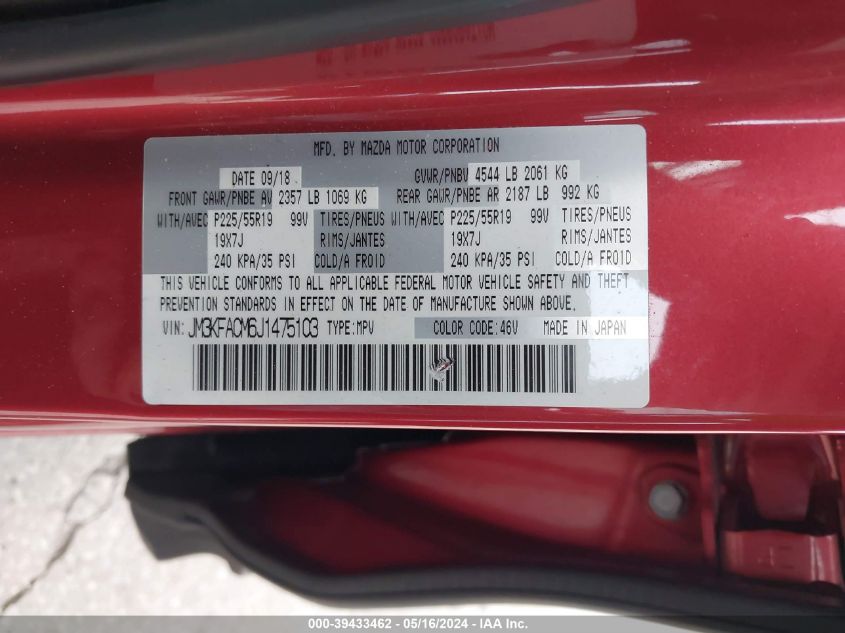 MFD. BY MAZDA MOTOR CORPORATION
DATE 09/18 GVWR/PNBV 4544 LB 2061 KG
FRONT GAWR/PNBE AV 2357 LB 1069 KG REAR GAWR/PNBE AR 2187 LB 992 KG
WITH/AVEC P225/55R19 99V TIRES/PNEUS WITH/AVEC P225/55R19 99V TIRES/PNEUS
19X7J RIMS/JANTES 19X7J RIMS/JANTES
240 KPA/35 PSI COLD/A FROID 240 KPA/35 PSI COLD/A FROID
THIS VEHICLE CONFORMS TO ALL APPLICABLE FEDERAL MOTOR VEHICLE SAFETY AND THEFT
PREVENTION STANDARDS IN EFFECT ON THE DATE OF MANUFACTURE SHOWN ABOVE.
VIN: JM3KFACM6J1475103 TYPE:MPV COLOR CODE:46V MADE IN JAPAN
000-39433462 - 05/16/2024 - IAAI.com